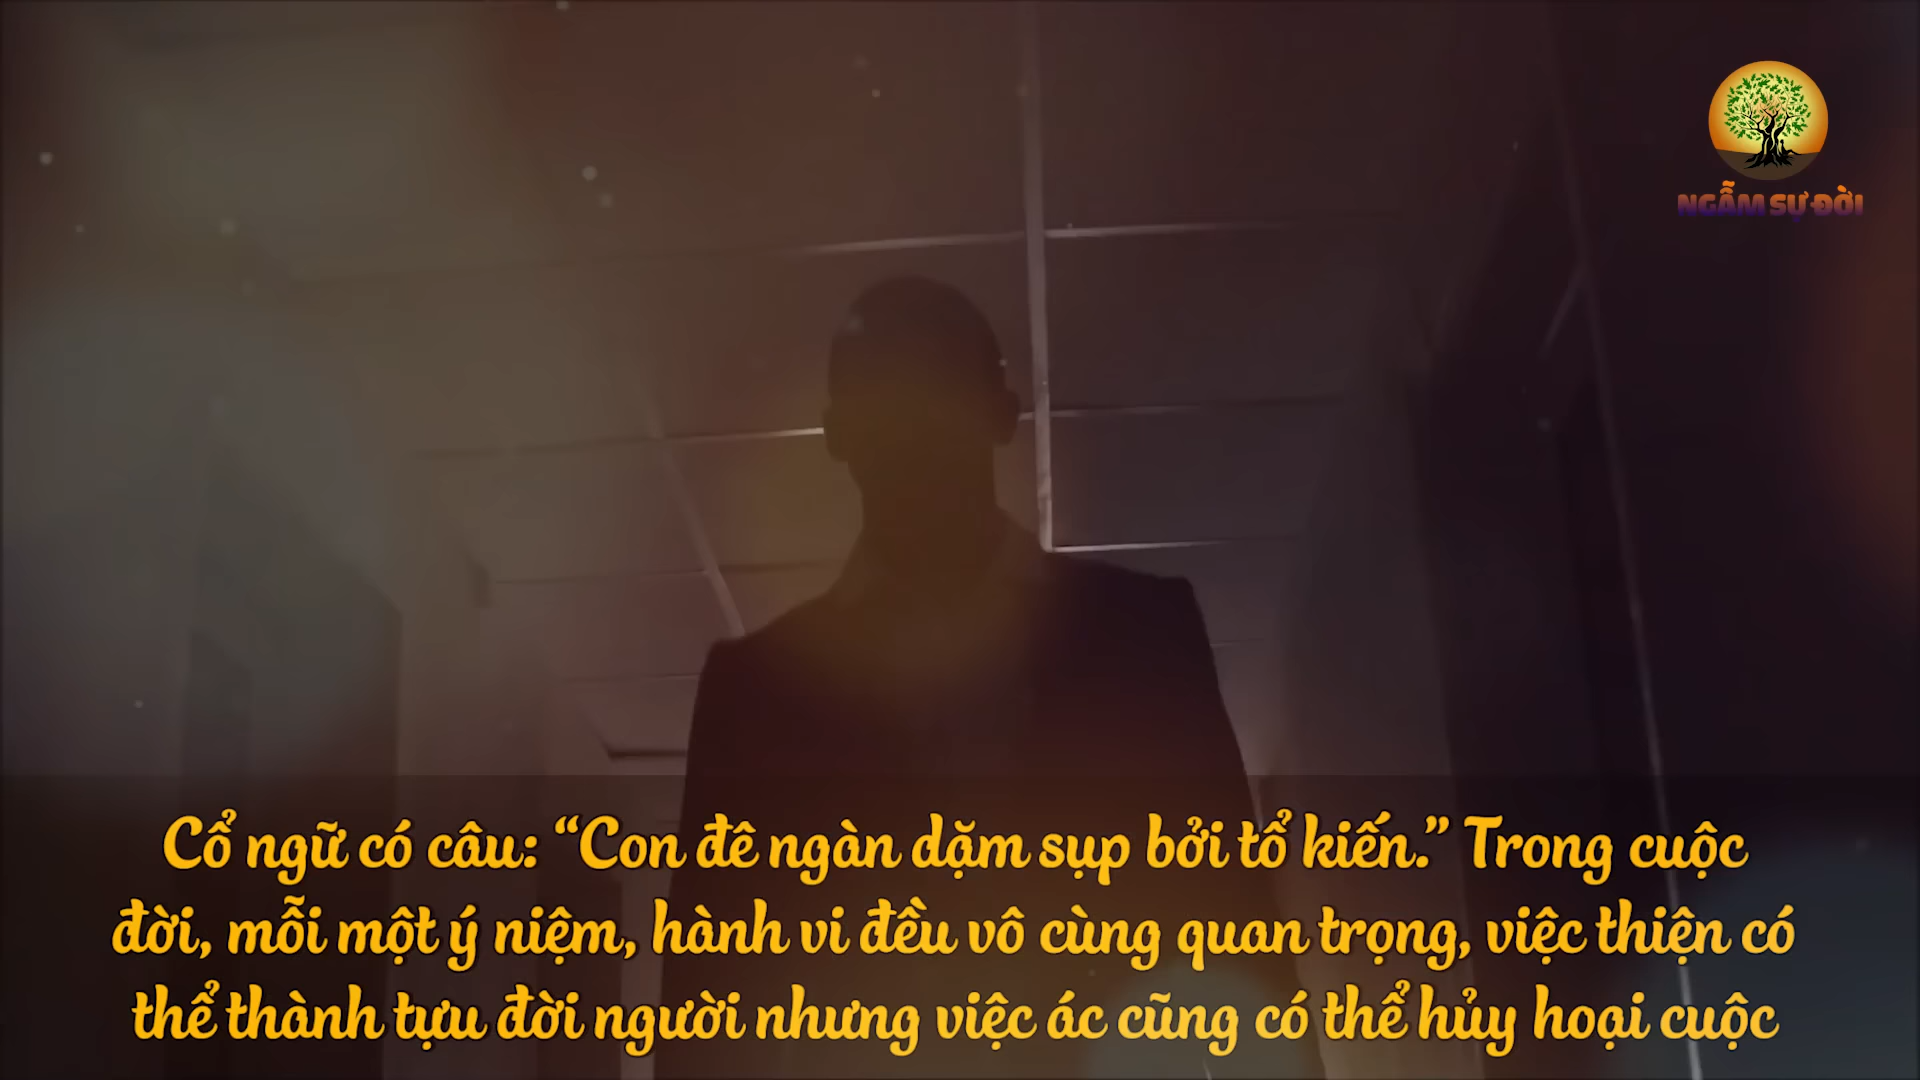 NGẪM SỰ ĐỜI
Cổ ngữ có câu: “Con đê ngàn dặm sụp bởi tổ kiến.” Trong cuộc
đời, mỗi một ý niệm, hành vi đều vô cùng quan trọng, việc thiện có
thể thành tựu đời người nhưng việc ác cũng có thể hủy hoại cuộc